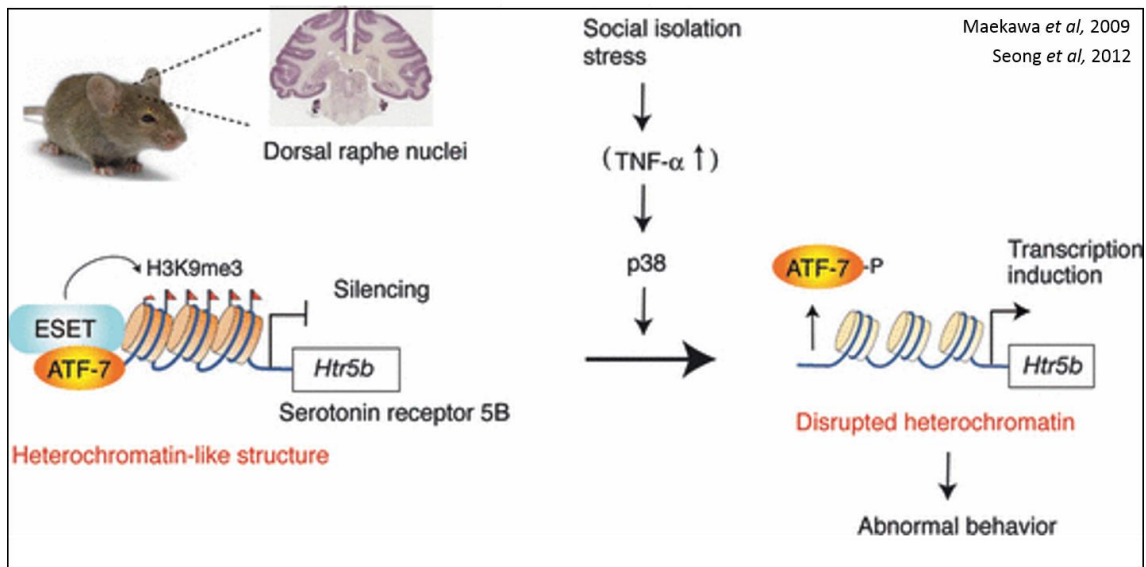 Maekawa et al, 2009
Seong et al, 2012
Dorsal raphe nuclei
Social isolation
stress
(TNF-α ↑)
p38
H3K9me3
Silencing
ESET
ATF-7
Htr5b
Serotonin receptor 5B
Heterochromatin-like structure
ATF-7-P
Transcription
induction
Htr5b
Disrupted heterochromatin
Abnormal behavior